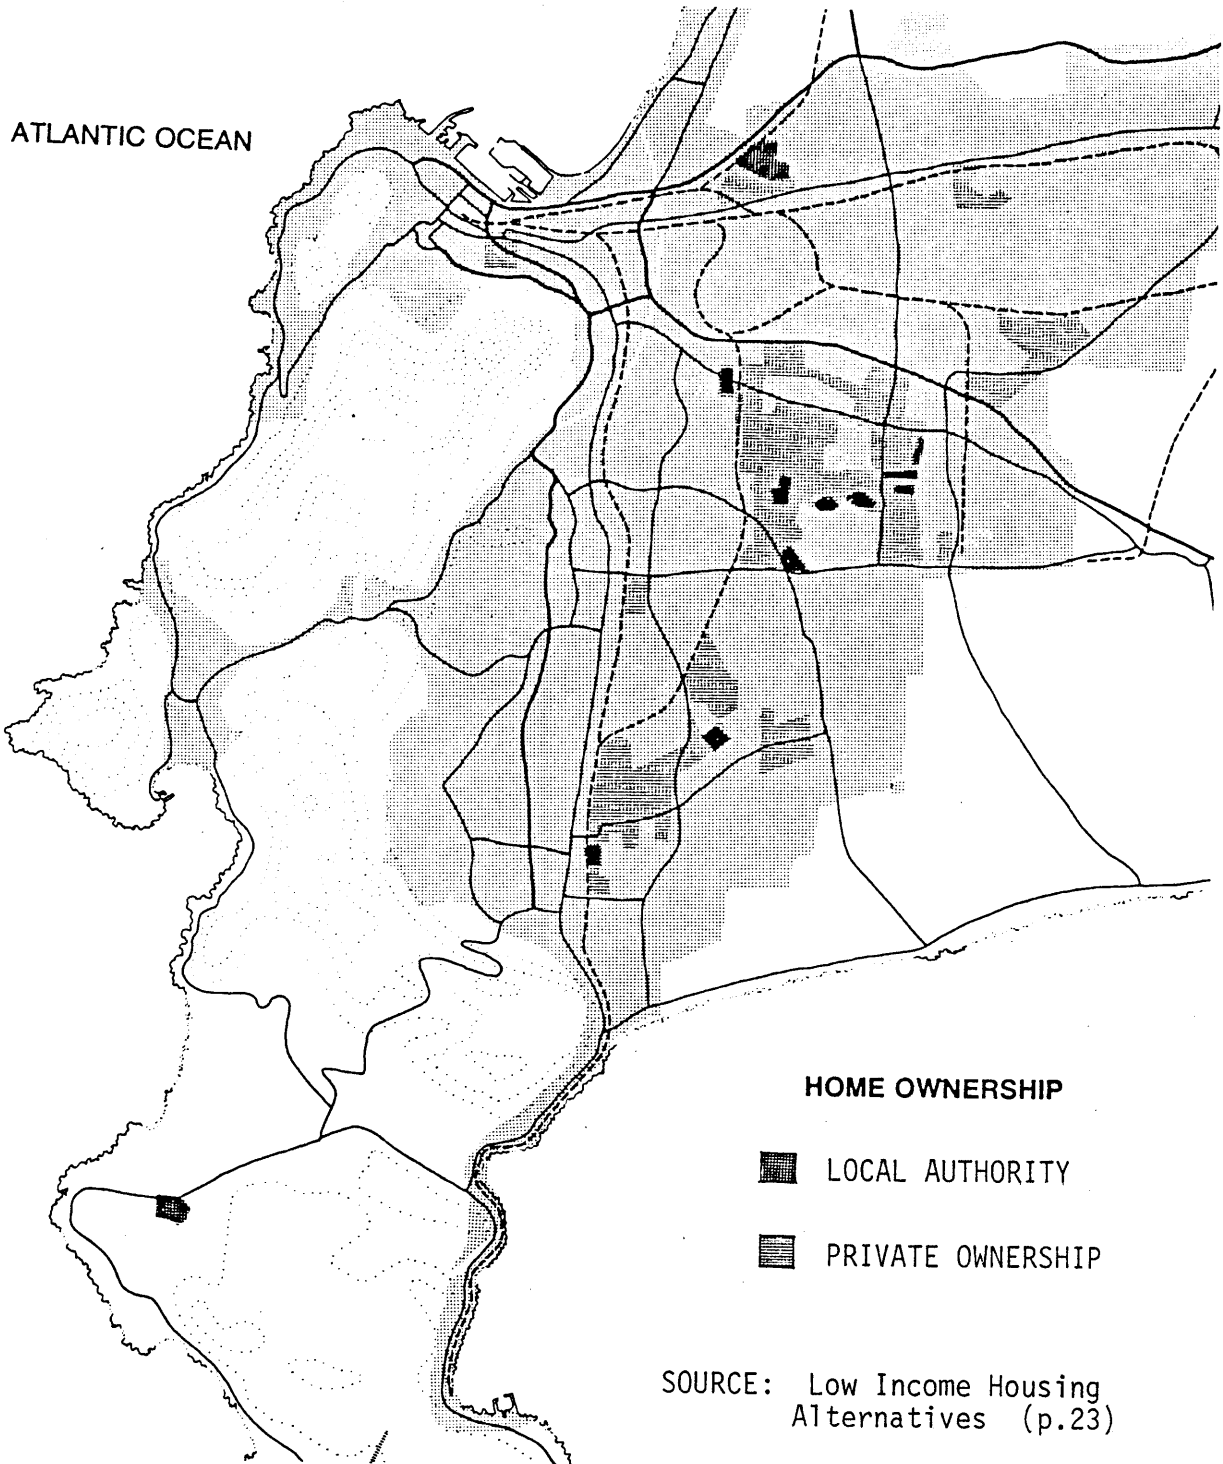 ATLANTIC OCEAN
HOME OWNERSHIP
LOCAL AUTHORITY
PRIVATE OWNERSHIP
SOURCE: Low Income Housing
Alternatives (p.23)